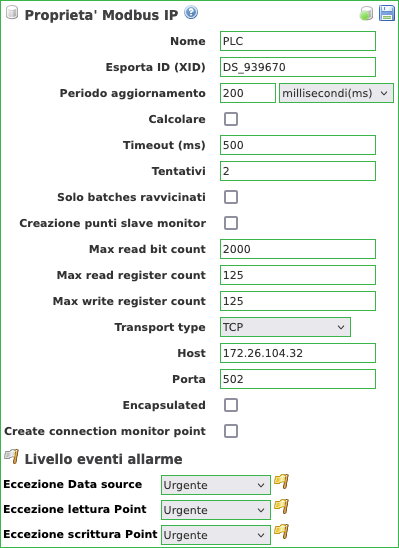 Proprieta' Modbus IP
Nome PLC
Esporta ID (XID) DS_939670
Periodo aggiornamento 200 millisecondi(ms)
Calcolare
Timeout (ms) 500
Tentativi 2
Solo batches ravvicinati
Creazione punti slave monitor
Max read bit count 2000
Max read register count 125
Max write register count 125
Transport type TCP
Host 172.26.104.32
Porta 502
Encapsulated
Create connection monitor point
Livello eventi allarme
Eccezione Data source Urgente
Eccezione lettura Point Urgente
Eccezione scrittura Point Urgente